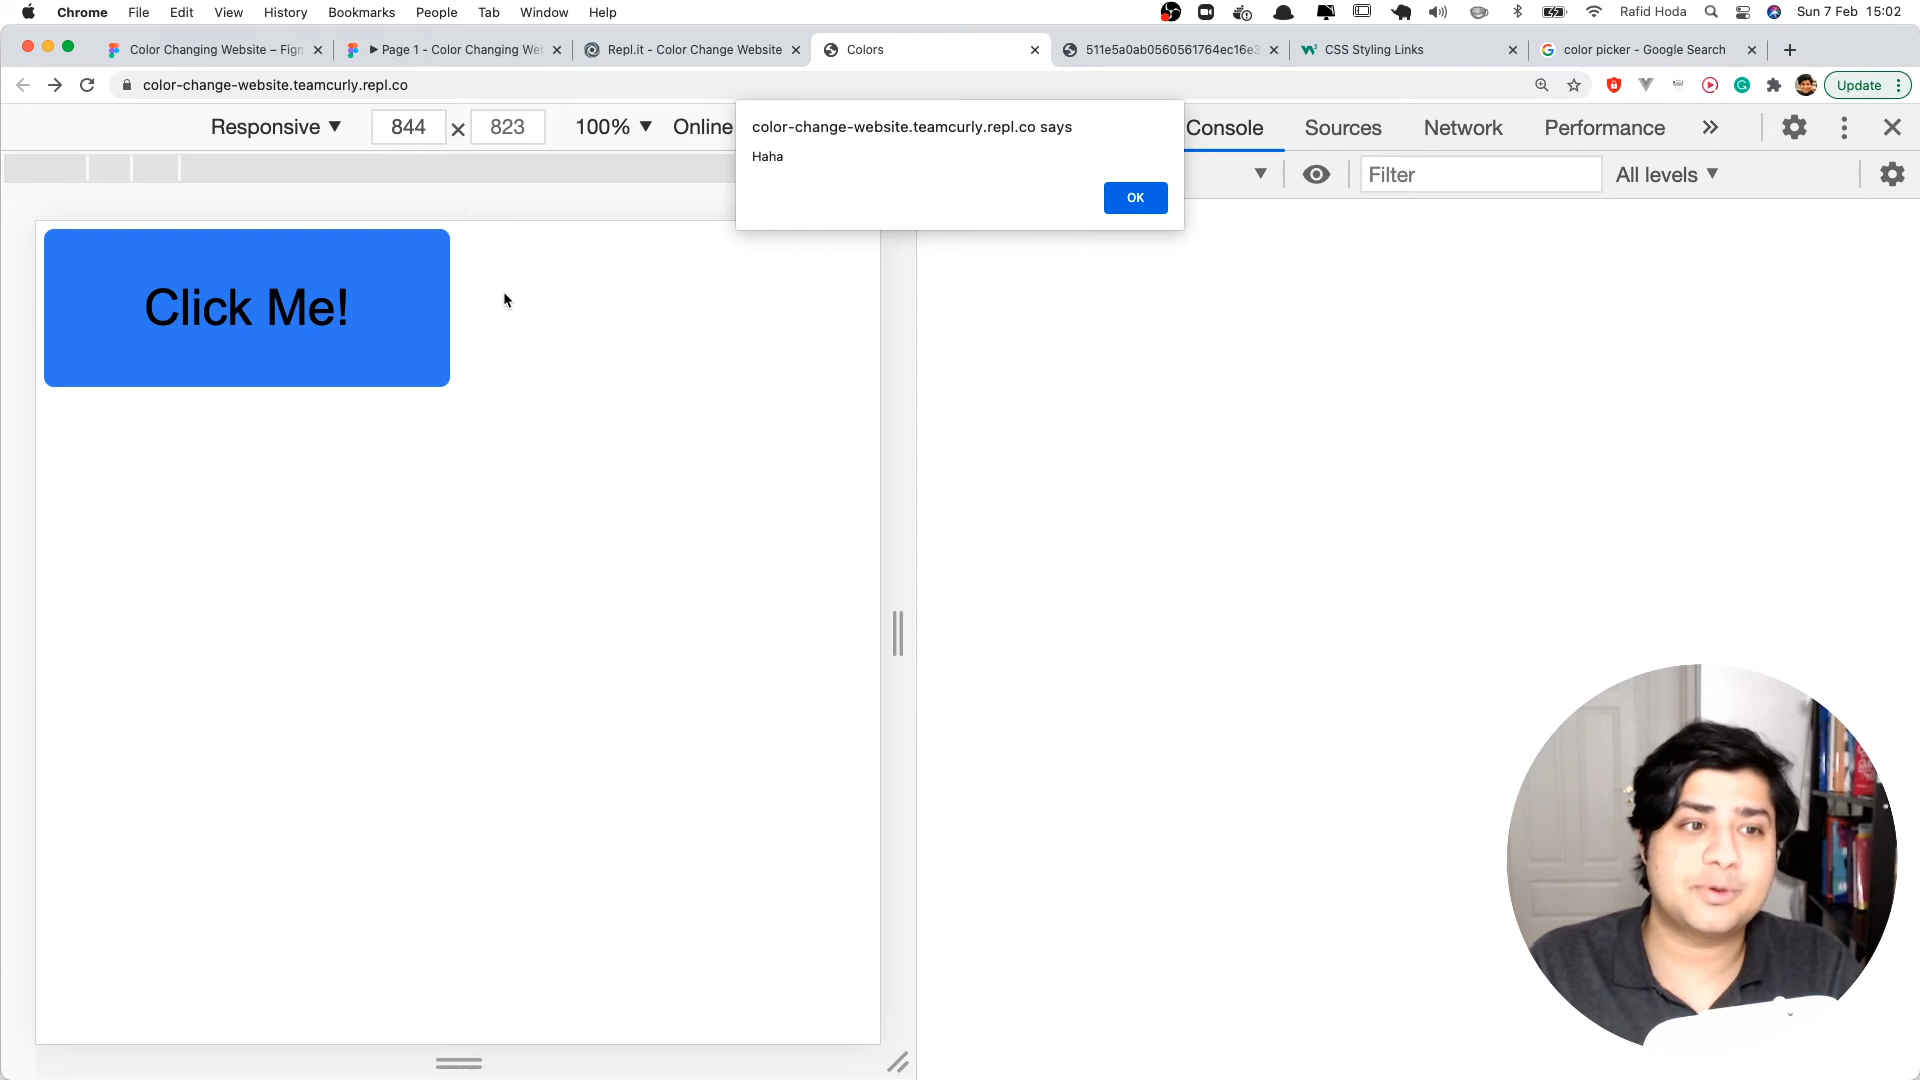 Chrome File Edit View History Bookmarks People Tab Window Help Rafid Hoda Sun 7 Feb 15:02
Color Changing Website – Figm Page 1 - Color Changing Web Repl.it - Color Change Website Colors 511e5a0ab0560561764ec16e3 CSS Styling Links color picker - Google Search
color-change-website.teamcurly.repl.co Update
Responsive 844 × 823 100% Online Console Sources Network Performance
color-change-website.teamcurly.repl.co says
Haha
OK
Filter All levels
Click Me!